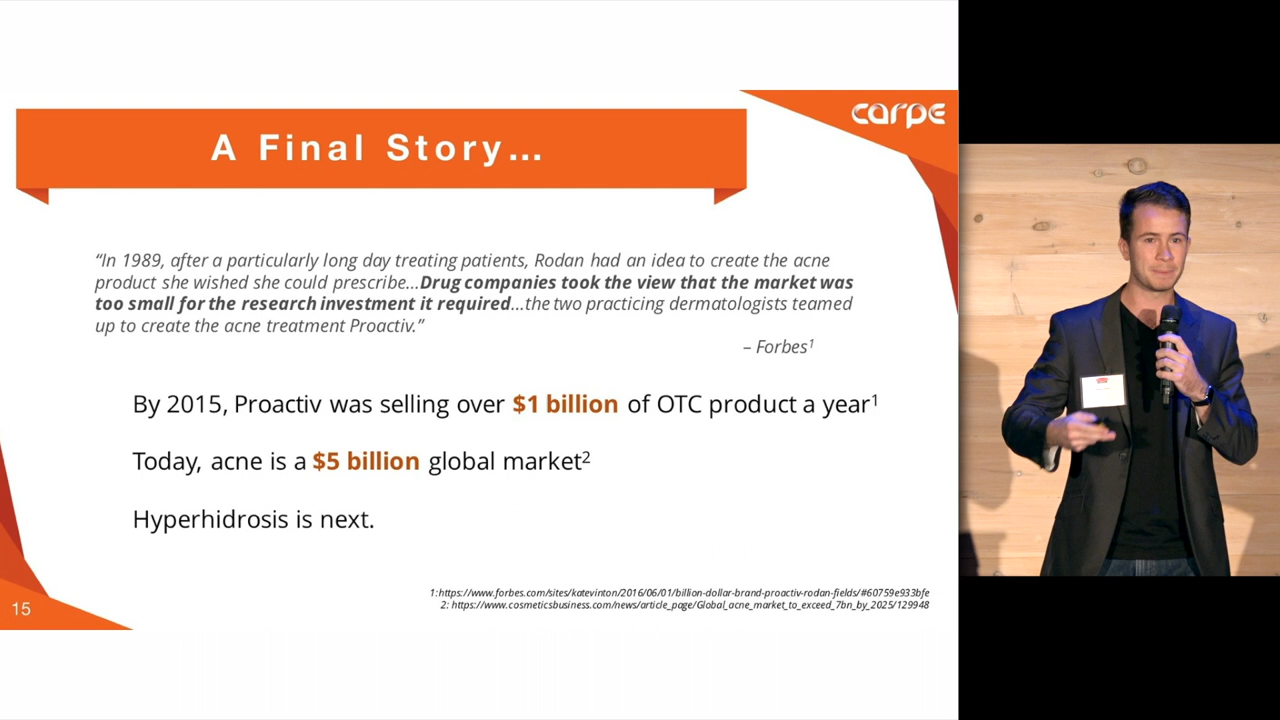 carpe
A Final Story...
“In 1989, after a particularly long day treating patients, Rodan had an idea to create the acne
product she wished she could prescribe...Drug companies took the view that the market was
too small for the research investment it required...the two practicing dermatologists teamed
up to create the acne treatment Proactiv.”
– Forbes¹
By 2015, Proactiv was selling over $1 billion of OTC product a year¹
Today, acne is a $5 billion global market²
Hyperhidrosis is next.
1:https://www.forbes.com/sites/katevinton/2016/06/01/billion-dollar-brand-proactiv-rodan-fields/#60759e933bfe
2: https://www.cosmeticsbusiness.com/news/article_page/Global_acne_market_to_exceed_7bn_by_2025/129948
15